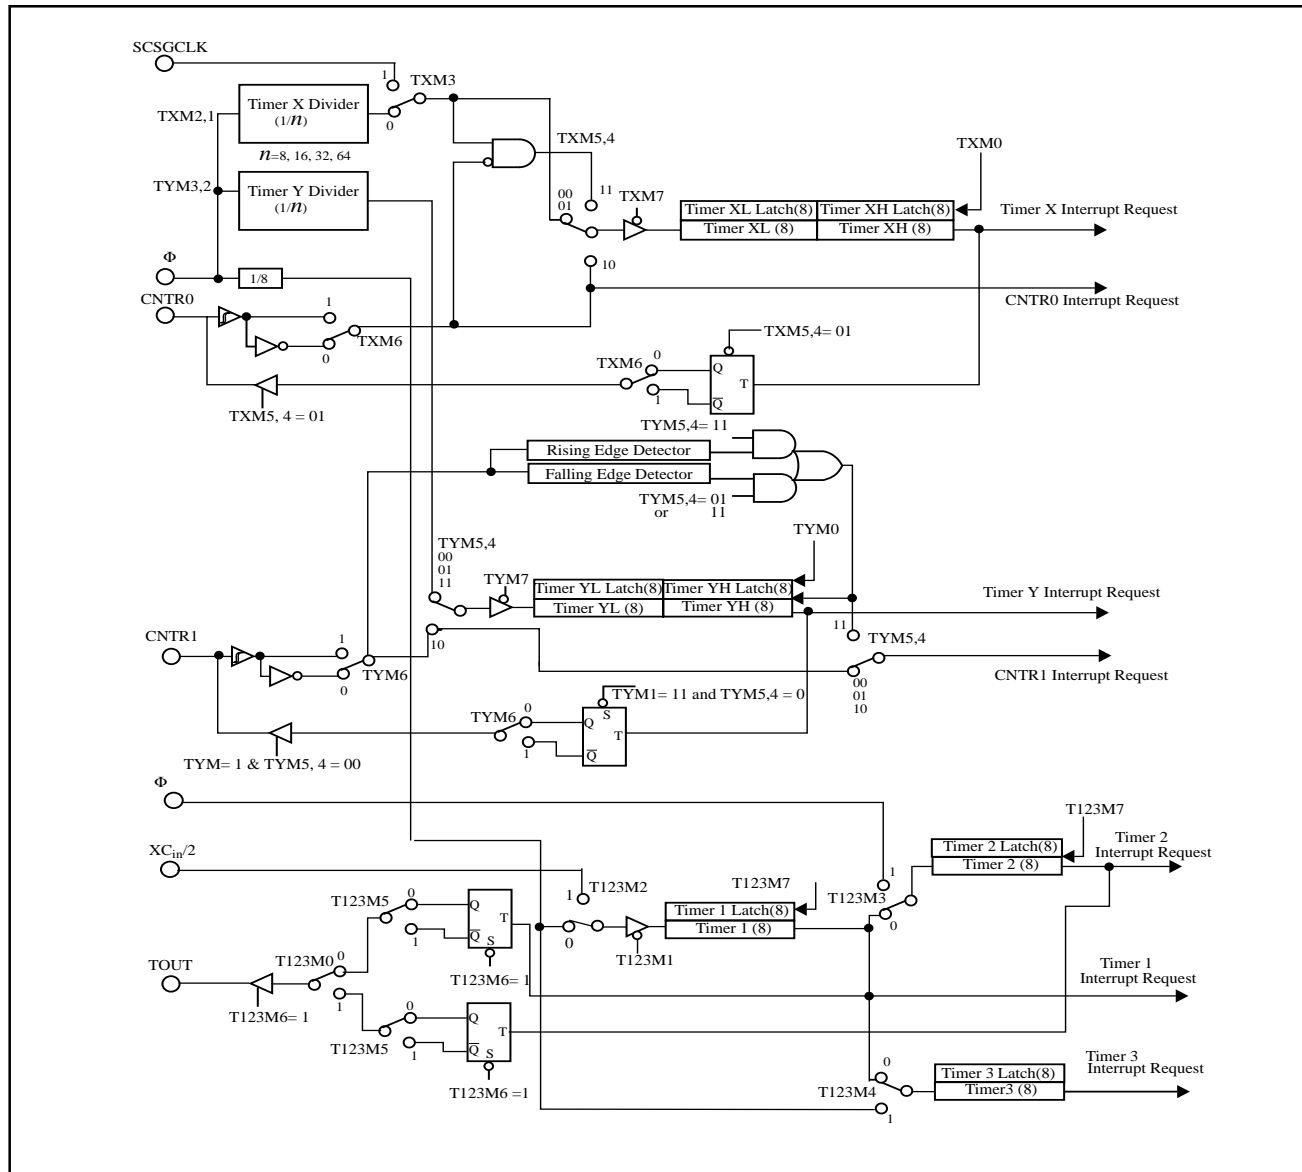 SCSGCLK
1
TXM3
Timer X Divider
(1/n)
TXM2,1
0
n=8, 16, 32, 64
TXM5,4
TXM0
TYM3,2
Timer Y Divider
(1/n)
00
01
11
TXM7
Timer XL Latch(8)
Timer XH Latch(8)
Timer XL (8)
Timer XH (8)
Timer X Interrupt Request
Φ
1/8
10
CNTR0
CNTR0 Interrupt Request
1
TXM6
0
TXM5,4= 01
TXM6
0
Q
T
1
Q
TXM5, 4 = 01
TYM5,4= 11
Rising Edge Detector
Falling Edge Detector
TYM5,4= 01
or 11
TYM0
TYM5,4
00
01
11
TYM7
Timer YL Latch(8)
Timer YH Latch(8)
Timer YL (8)
Timer YH (8)
Timer Y Interrupt Request
CNTR1
1
10
11
TYM5,4
TYM6
0
CNTR1 Interrupt Request
00
01
10
TYM1= 11 and TYM5,4 = 0
TYM6
0
S
Q
T
1
Q
TYM= 1 & TYM5, 4 = 00
Φ
T123M7
XCin/2
Timer 2 Latch(8)
Timer 2 (8)
Timer 2
Interrupt Request
1
T123M2
T123M7
1
T123M3
T123M5
0
Q
T
1
Q
S
Timer 1 Latch(8)
Timer 1 (8)
0
0
T123M1
TOUT
T123M0
0
T123M6= 1
Timer 1
Interrupt Request
1
T123M6= 1
0
Q
T
T123M5
1
Q
S
T123M6 =1
0
T123M4
Timer 3 Latch(8)
Timer3 (8)
Timer 3
Interrupt Request
1